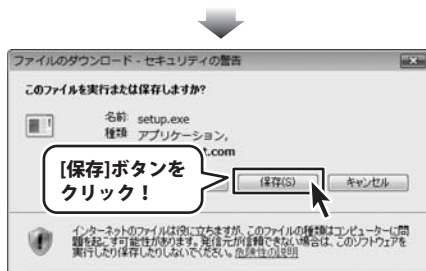 ファイルのダウンロード - セキュリティの警告
このファイルを実行または保存しますか?
名前: setup.exe
種類: アプリケーション,
t.com
[保存]ボタンを
クリック！
保存(S)
キャンセル
インターネットのファイルは役に立ちますが、このファイルの種類はコンピューターに問
題を起こす可能性があります。発信元が信頼できない場合は、このソフトウェアを
実行したり保存したりしないでください。危険性の説明